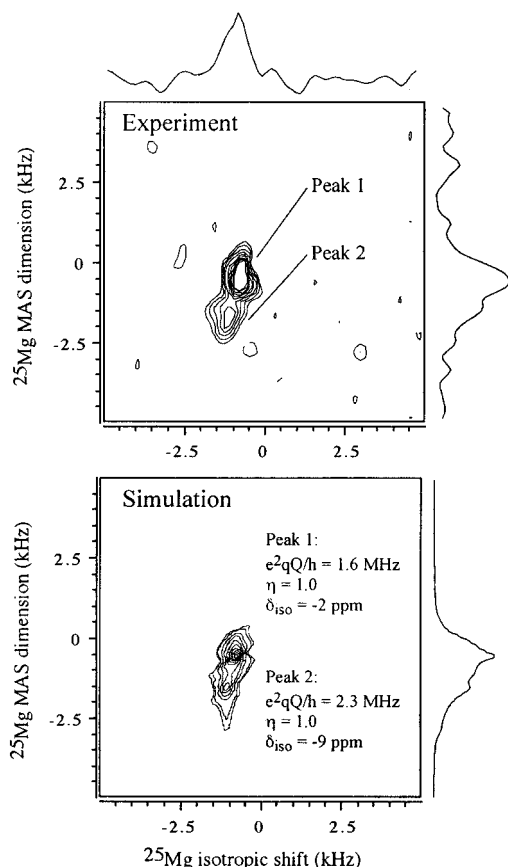 Experiment
Peak 1
Peak 2
2.5
0
-2.5
²⁵Mg MAS dimension (kHz)
-2.5 0 2.5
Simulation
Peak 1:
e²qQ/h = 1.6 MHz
η = 1.0
δiso = -2 ppm
Peak 2:
e²qQ/h = 2.3 MHz
η = 1.0
δiso = -9 ppm
2.5
0
-2.5
²⁵Mg MAS dimension (kHz)
-2.5 0 2.5
²⁵Mg isotropic shift (kHz)